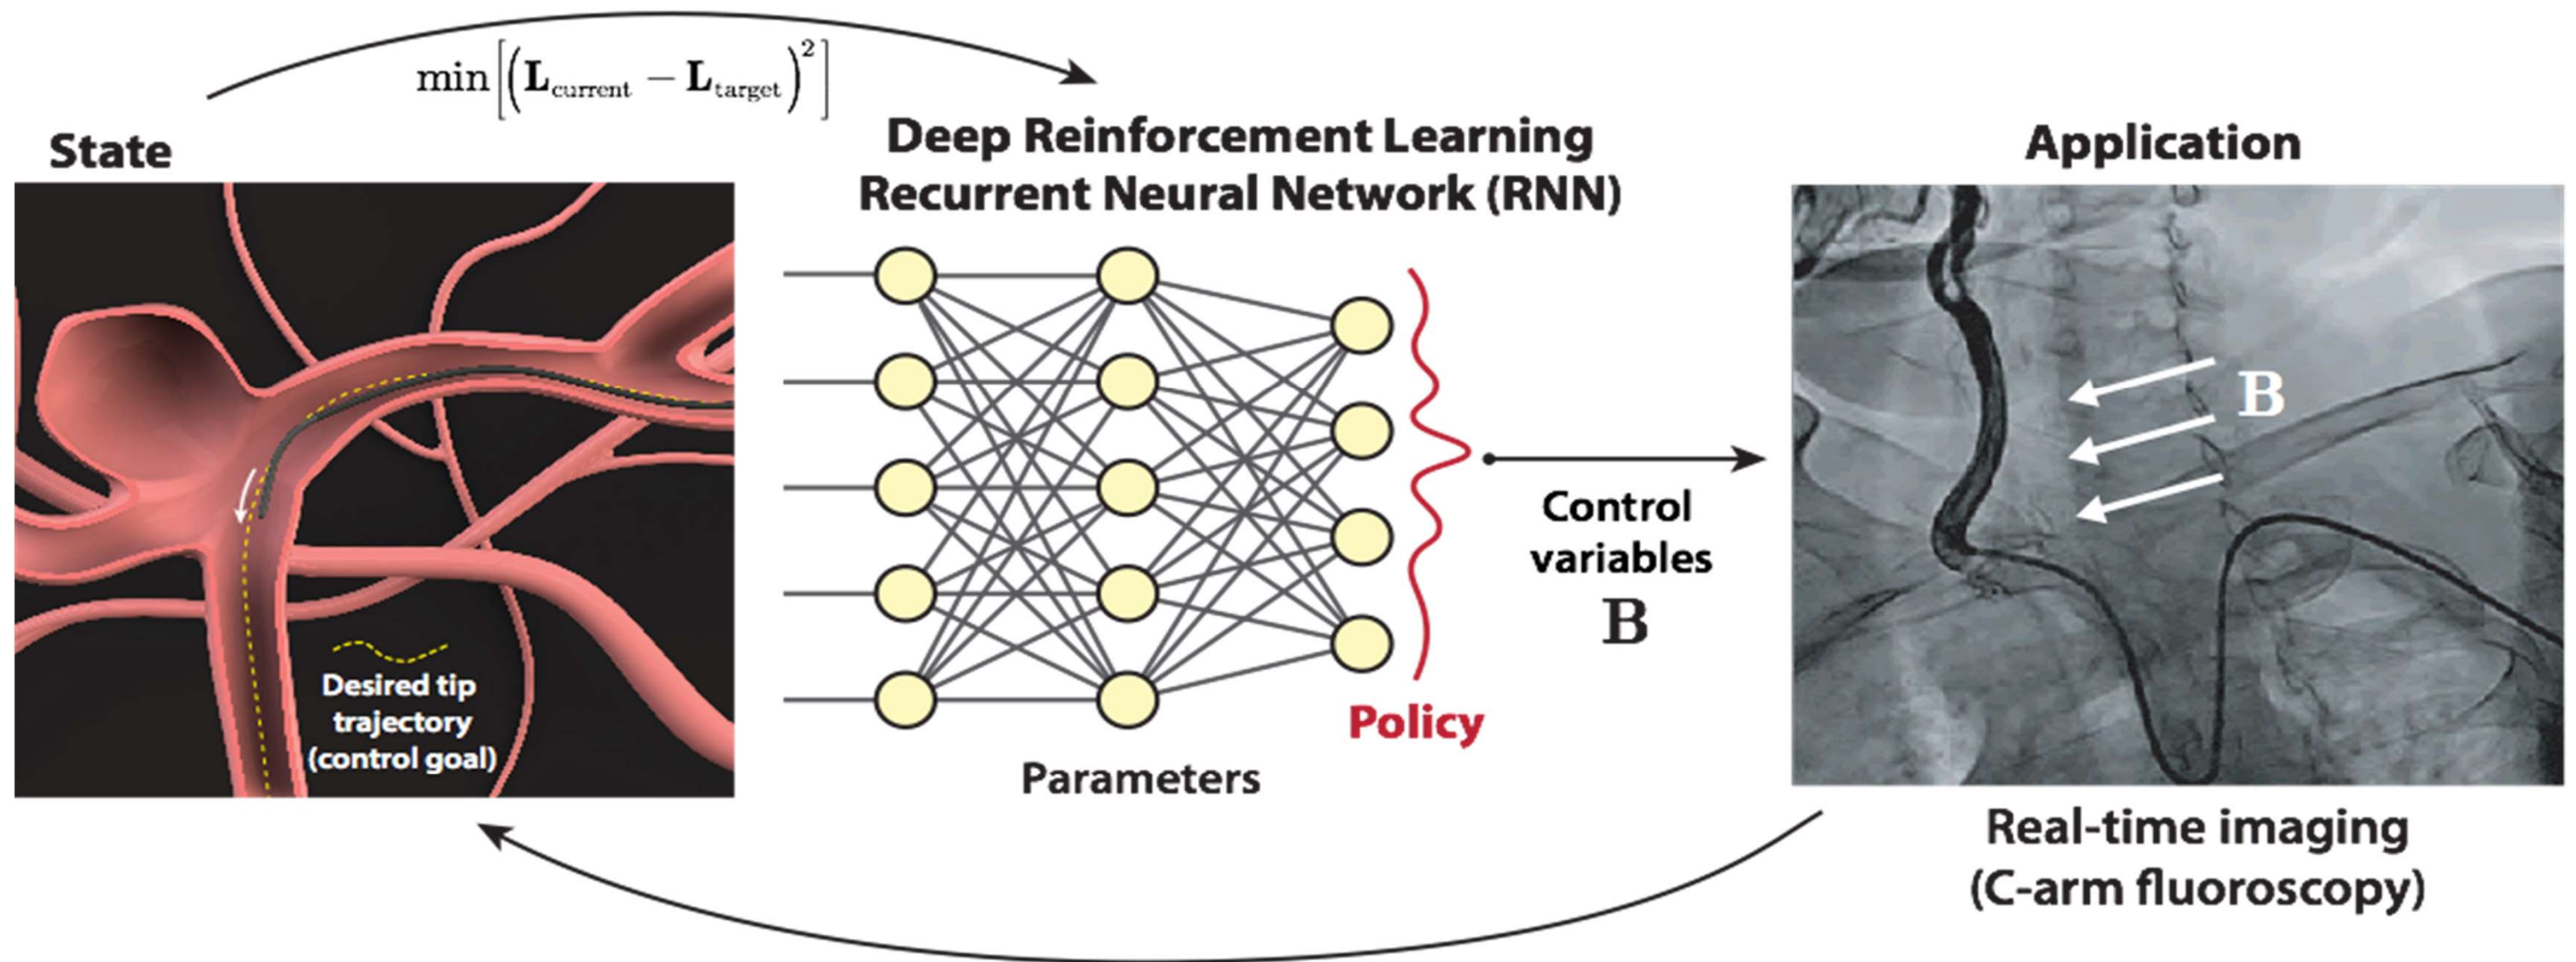 min[(L_current − L_target)^2]
State
Deep Reinforcement Learning
Recurrent Neural Network (RNN)
Application
B
Control
variables
B
Desired tip
trajectory
(control goal)
Policy
Parameters
Real-time imaging
(C-arm fluoroscopy)